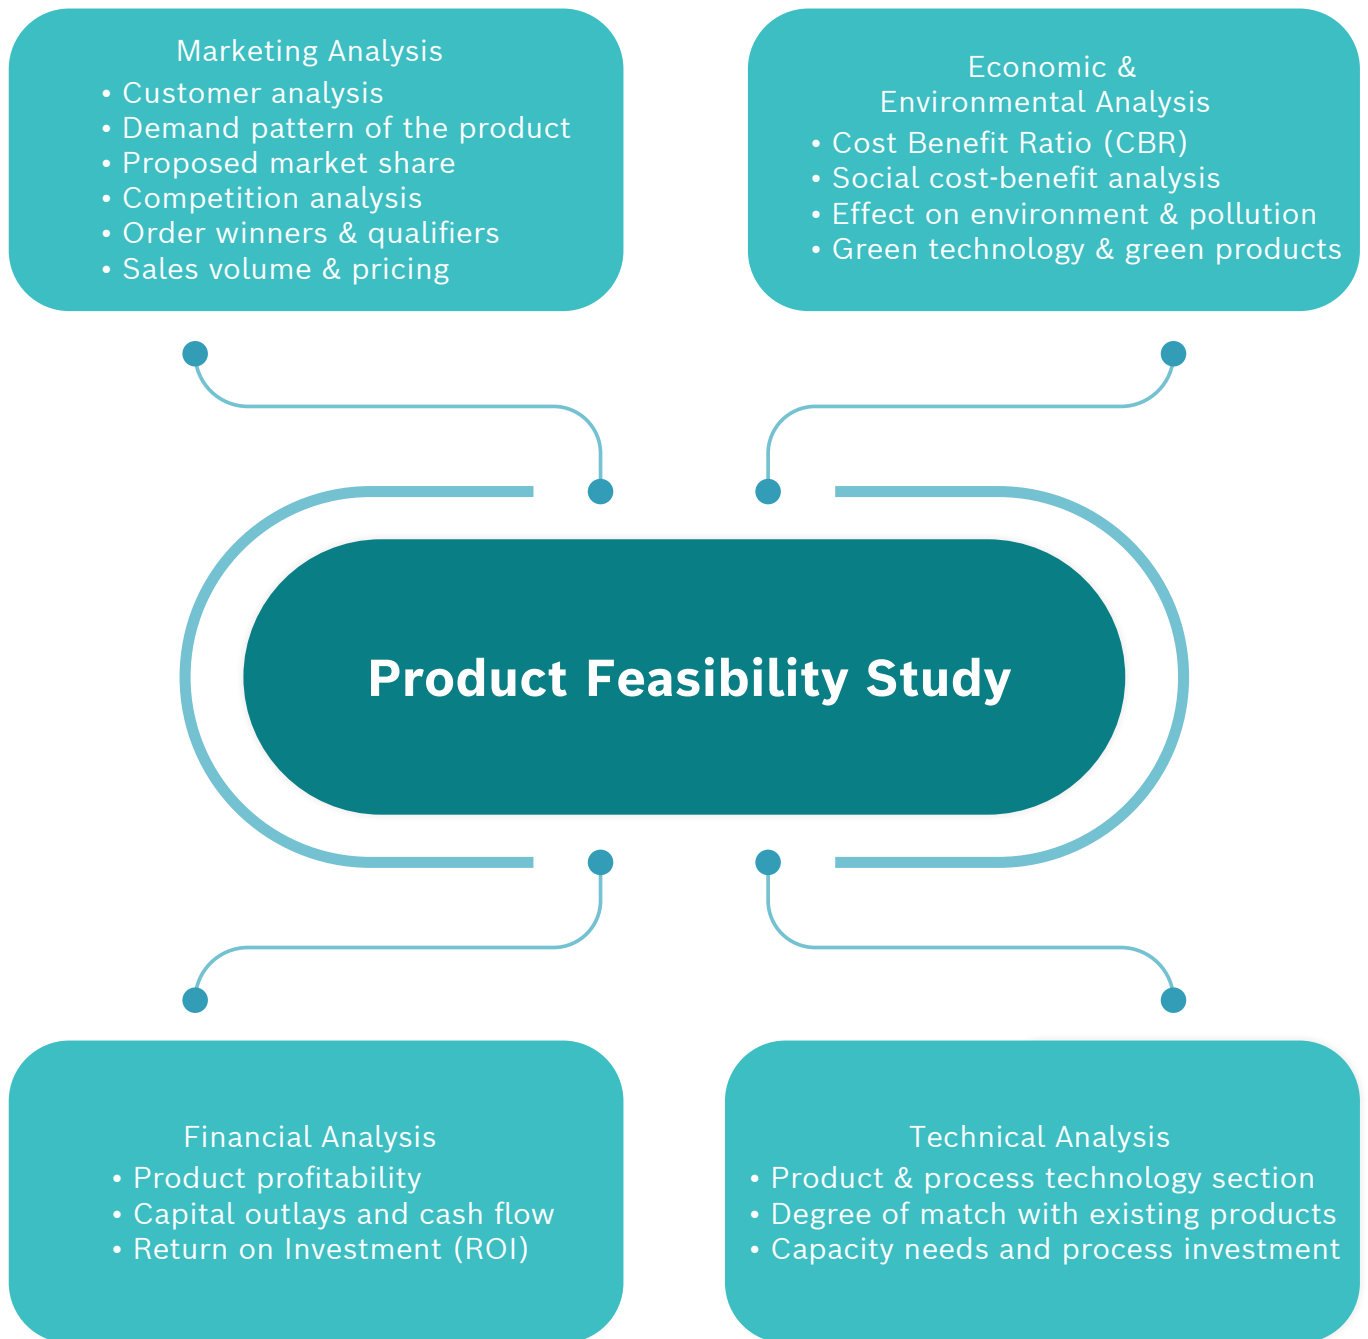 Marketing Analysis
• Customer analysis
• Demand pattern of the product
• Proposed market share
• Competition analysis
• Order winners & qualifiers
• Sales volume & pricing
Economic &
Environmental Analysis
• Cost Benefit Ratio (CBR)
• Social cost-benefit analysis
• Effect on environment & pollution
• Green technology & green products
Product Feasibility Study
Financial Analysis
• Product profitability
• Capital outlays and cash flow
• Return on Investment (ROI)
Technical Analysis
• Product & process technology section
• Degree of match with existing products
• Capacity needs and process investment